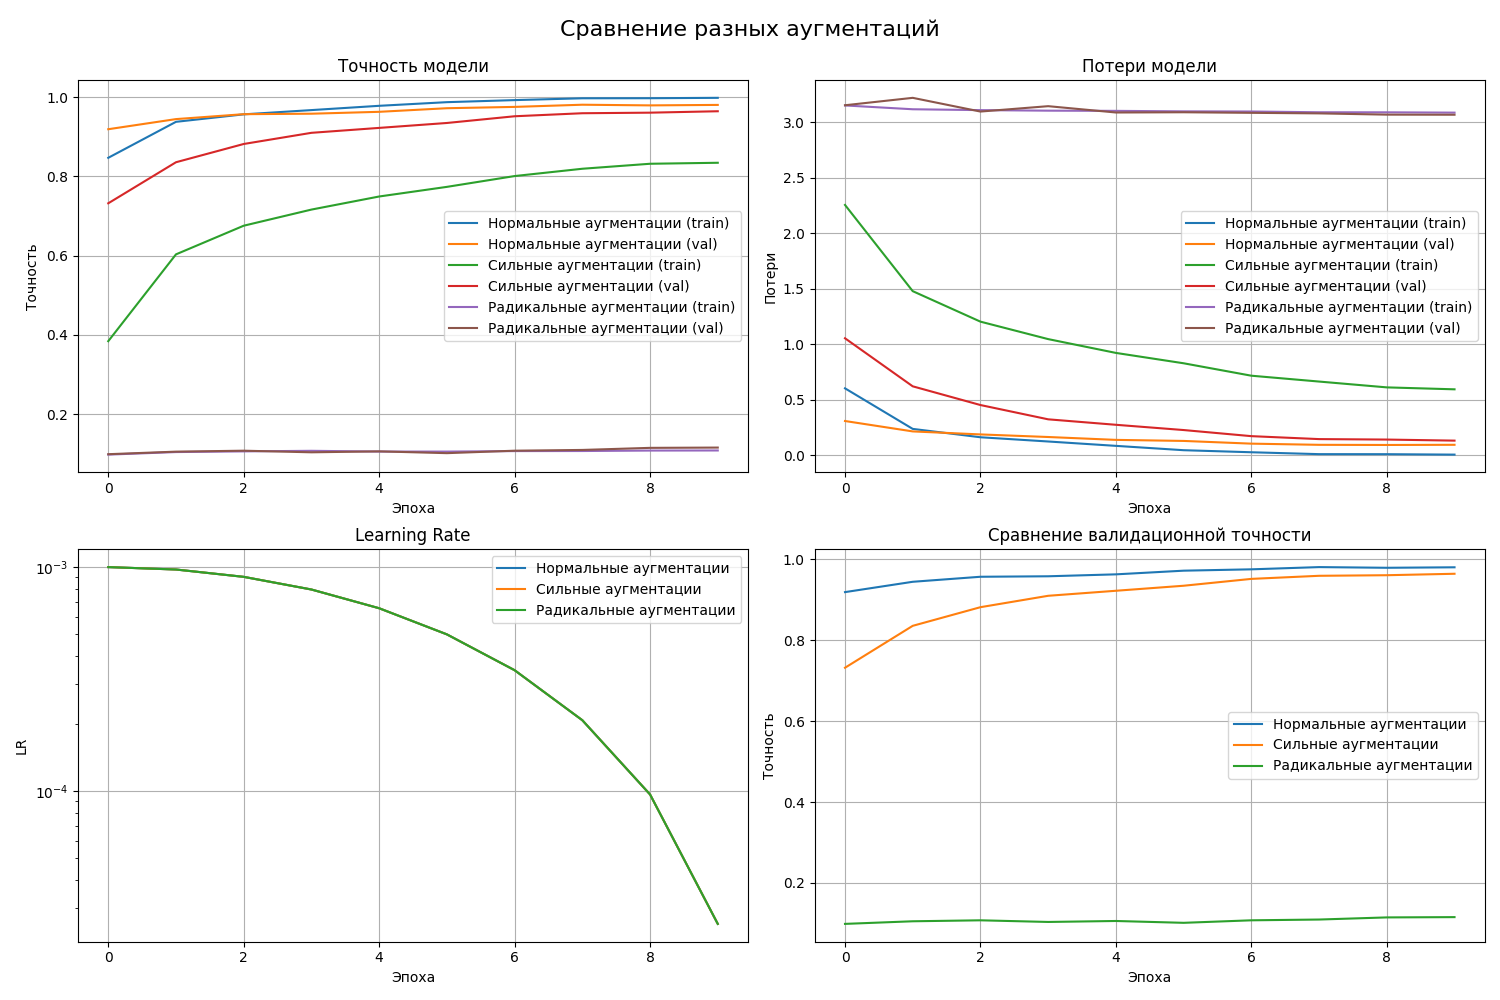 Сравнение разных аугментаций
Точность модели
Точность
1.0
0.8
0.6
0.4
0.2
Нормальные аугментации (train)
Нормальные аугментации (val)
Сильные аугментации (train)
Сильные аугментации (val)
Радикальные аугментации (train)
Радикальные аугментации (val)
0 2 4 6 8
Эпоха
Потери модели
Потери
3.0
2.5
2.0
1.5
1.0
0.5
0.0
Нормальные аугментации (train)
Нормальные аугментации (val)
Сильные аугментации (train)
Сильные аугментации (val)
Радикальные аугментации (train)
Радикальные аугментации (val)
0 2 4 6 8
Эпоха
Learning Rate
LR
10⁻³
10⁻⁴
Нормальные аугментации
Сильные аугментации
Радикальные аугментации
0 2 4 6 8
Эпоха
Сравнение валидационной точности
Точность
1.0
0.8
0.6
0.4
0.2
Нормальные аугментации
Сильные аугментации
Радикальные аугментации
0 2 4 6 8
Эпоха